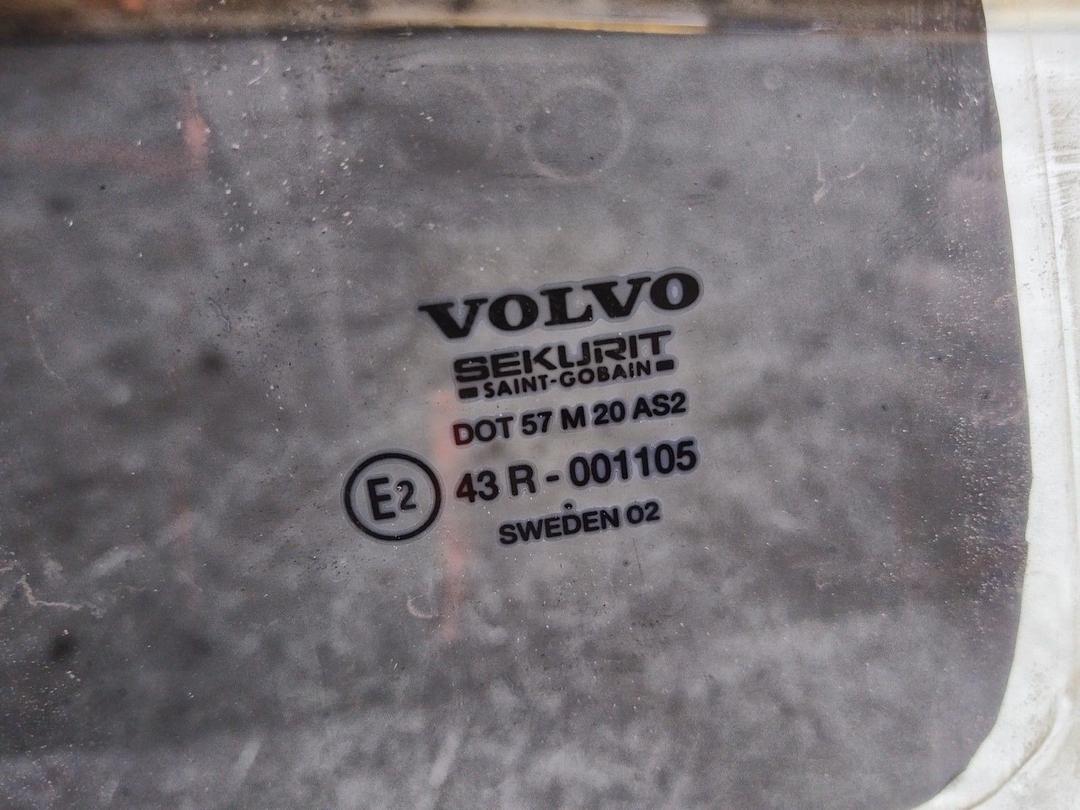 VOLVO
SEKURIT
SAINT-GOBAIN
DOT 57 M 20 AS2
E2 43 R - 001105
SWEDEN 02